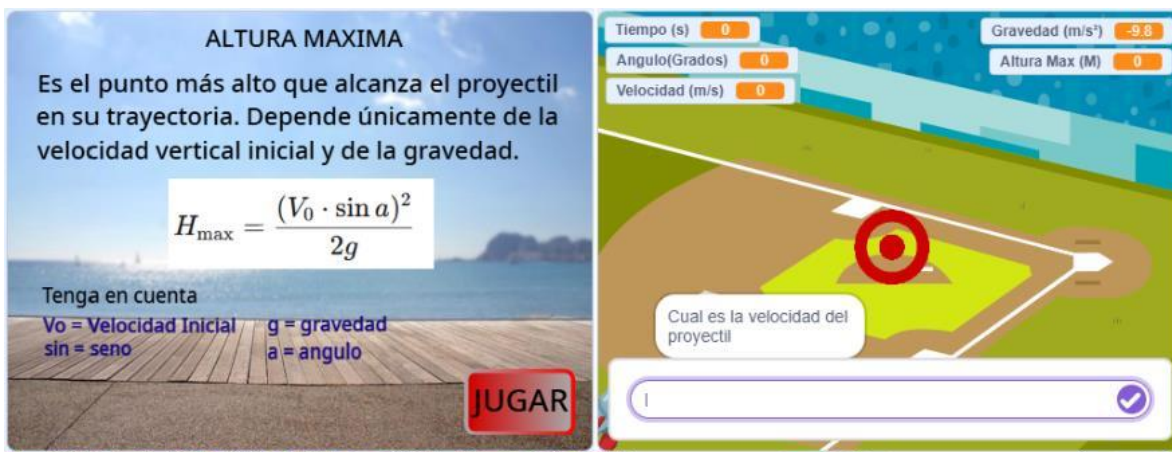 ALTURA MAXIMA
Es el punto más alto que alcanza el proyectil
en su trayectoria. Depende únicamente de la
velocidad vertical inicial y de la gravedad.
H_max = (V_0 · sin a)^2 / 2g
Tenga en cuenta
Vo = Velocidad Inicial
g = gravedad
sin = seno
a = angulo
JUGAR
Tiempo (s) 0
Angulo(Grados) 0
Velocidad (m/s) 0
Gravedad (m/s²) -9.8
Altura Max (M) 0
Cual es la velocidad del
proyectil